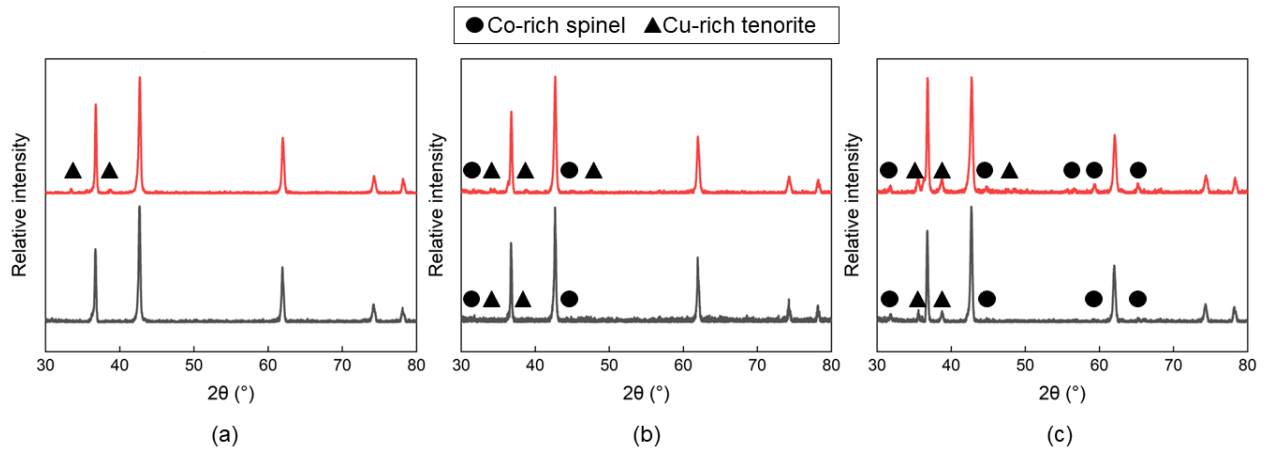 Co-rich spinel Cu-rich tenorite
Relative intensity
30 40 50 60 70 80
2θ (°)
(a)
Relative intensity
30 40 50 60 70 80
2θ (°)
(b)
Relative intensity
30 40 50 60 70 80
2θ (°)
(c)